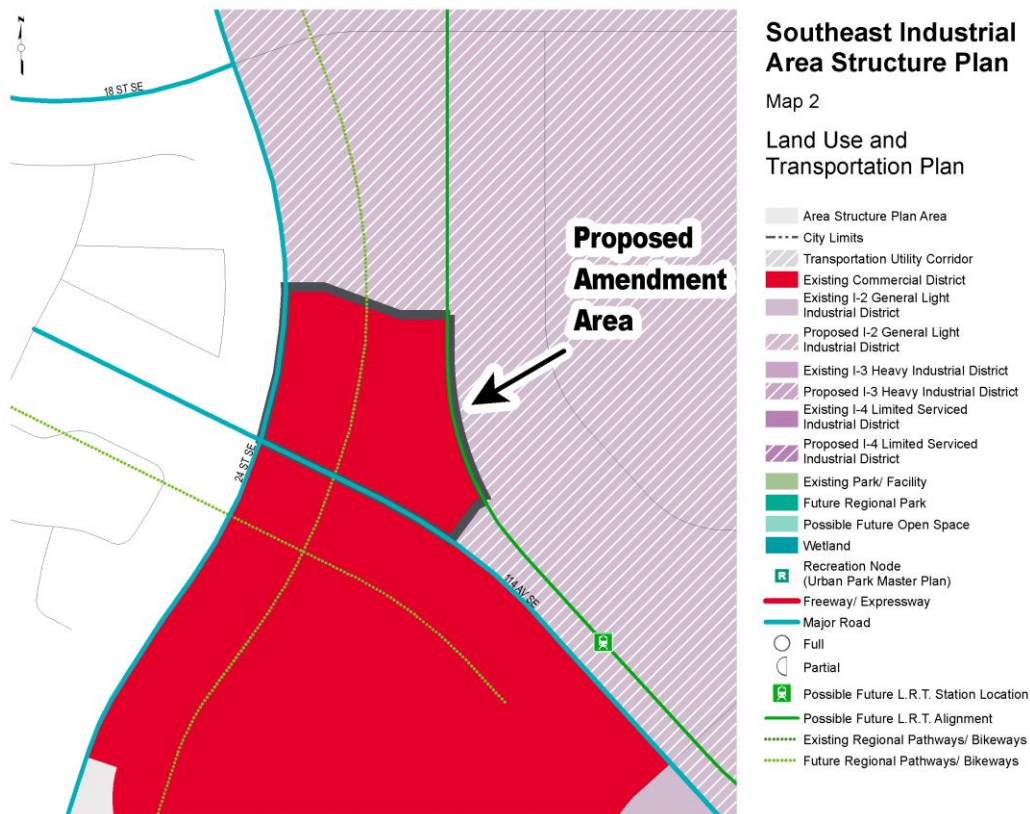 N
18 ST SE
24 ST SE
114 AV SE
Proposed
Amendment
Area
Southeast Industrial
Area Structure Plan
Map 2
Land Use and
Transportation Plan
Area Structure Plan Area
City Limits
Transportation Utility Corridor
Existing Commercial District
Existing I-2 General Light
Industrial District
Proposed I-2 General Light
Industrial District
Existing I-3 Heavy Industrial District
Proposed I-3 Heavy Industrial District
Existing I-4 Limited Serviced
Industrial District
Proposed I-4 Limited Serviced
Industrial District
Existing Park/ Facility
Future Regional Park
Possible Future Open Space
Wetland
R
Recreation Node
(Urban Park Master Plan)
Freeway/ Expressway
Major Road
Full
Partial
Possible Future L.R.T. Station Location
Possible Future L.R.T. Alignment
Existing Regional Pathways/ Bikeways
Future Regional Pathways/ Bikeways